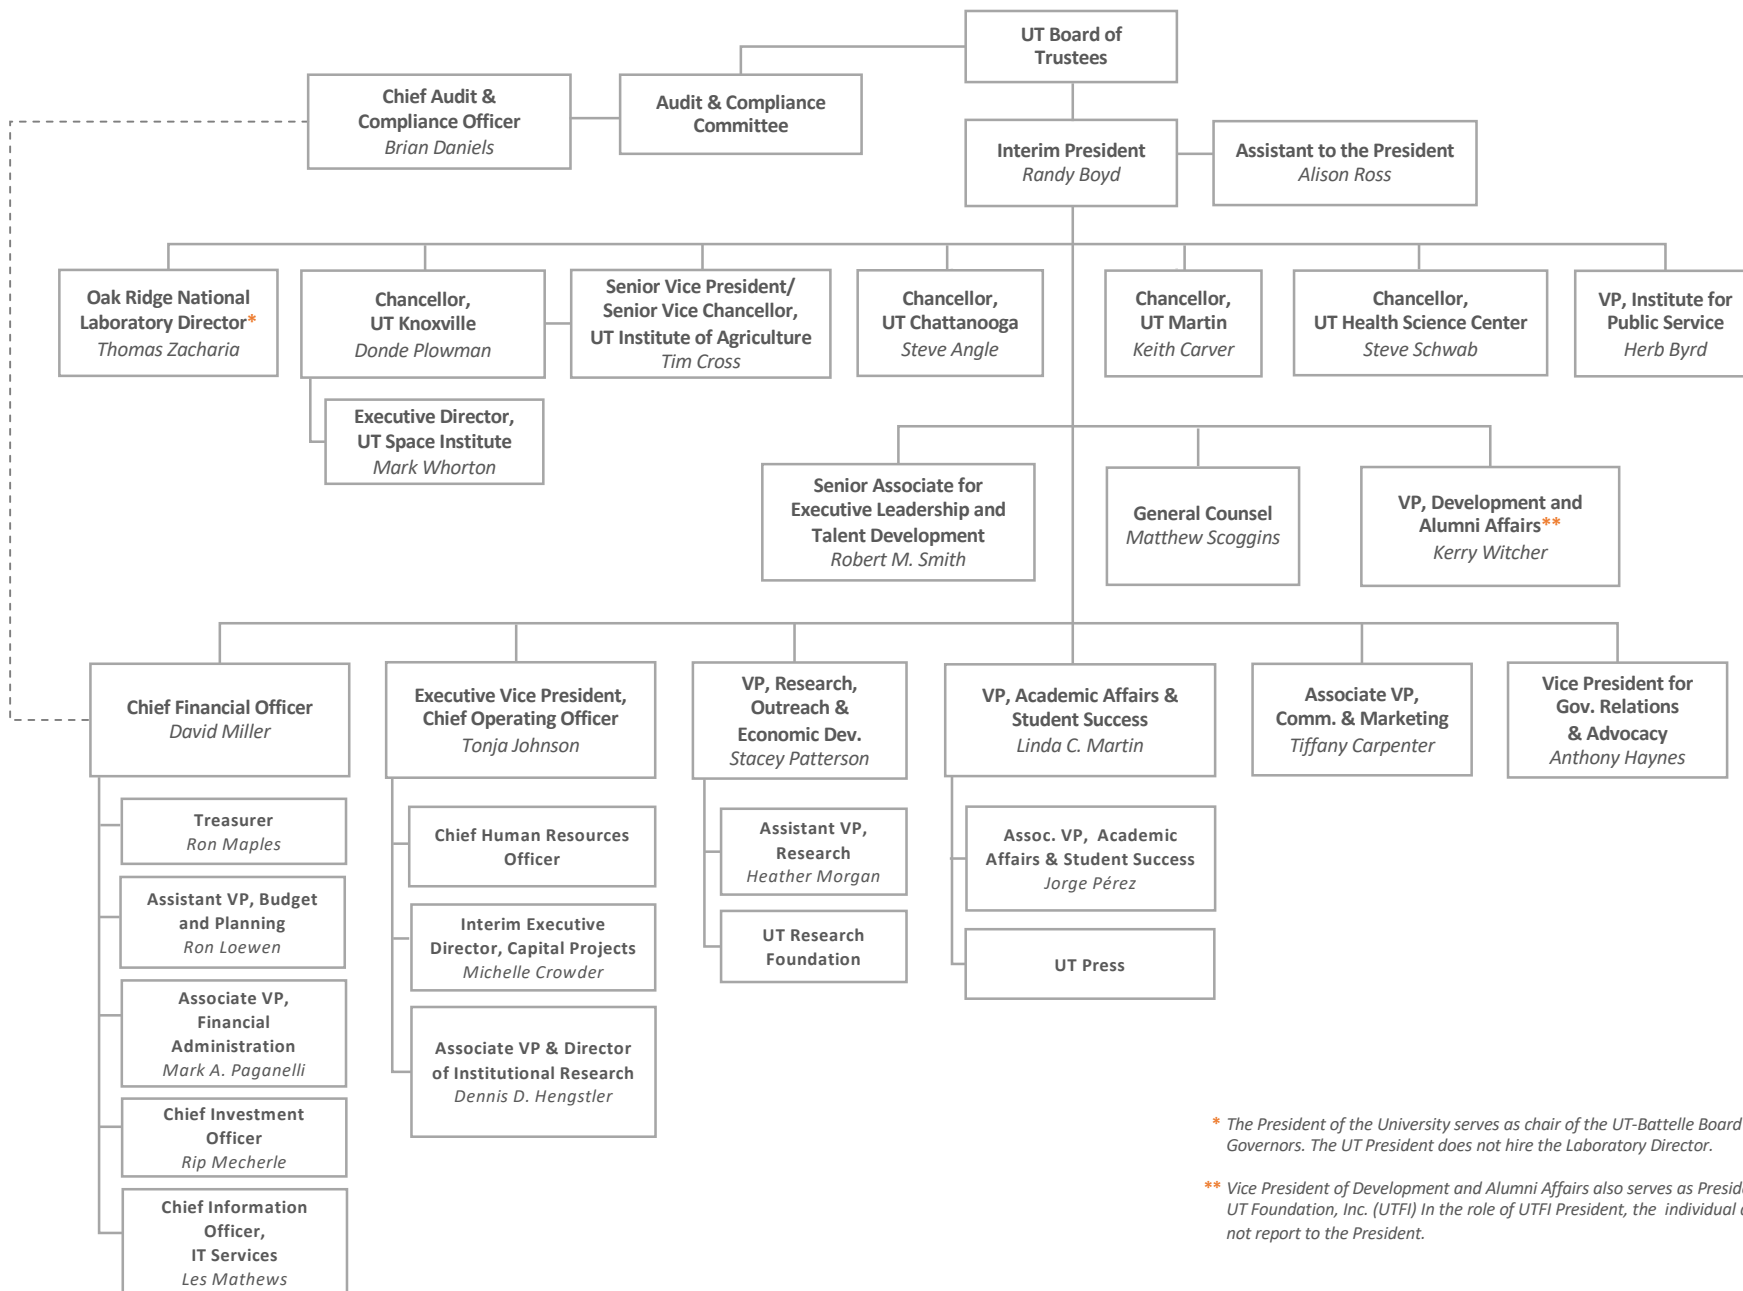 UT Board of
Trustees
Chief Audit &
Compliance Officer
Brian Daniels
Audit & Compliance
Committee
Interim President
Randy Boyd
Assistant to the President
Alison Ross
Oak Ridge National
Laboratory Director*
Thomas Zacharia
Chancellor,
UT Knoxville
Donde Plowman
Senior Vice President/
Senior Vice Chancellor,
UT Institute of Agriculture
Tim Cross
Chancellor,
UT Chattanooga
Steve Angle
Chancellor,
UT Martin
Keith Carver
Chancellor,
UT Health Science Center
Steve Schwab
VP, Institute for
Public Service
Herb Byrd
Executive Director,
UT Space Institute
Mark Whorton
Senior Associate for
Executive Leadership and
Talent Development
Robert M. Smith
General Counsel
Matthew Scoggins
VP, Development and
Alumni Affairs**
Kerry Witcher
Chief Financial Officer
David Miller
Executive Vice President,
Chief Operating Officer
Tonja Johnson
VP, Research,
Outreach &
Economic Dev.
Stacey Patterson
VP, Academic Affairs &
Student Success
Linda C. Martin
Associate VP,
Comm. & Marketing
Tiffany Carpenter
Vice President for
Gov. Relations
& Advocacy
Anthony Haynes
Treasurer
Ron Maples
Assistant VP, Budget
and Planning
Ron Loewen
Associate VP,
Financial
Administration
Mark A. Paganelli
Chief Investment
Officer
Rip Mecherle
Chief Information
Officer,
IT Services
Les Mathews
Chief Human Resources
Officer
Interim Executive
Director, Capital Projects
Michelle Crowder
Associate VP & Director
of Institutional Research
Dennis D. Hengstler
Assistant VP,
Research
Heather Morgan
UT Research
Foundation
Assoc. VP, Academic
Affairs & Student Success
Jorge Pérez
UT Press
* The President of the University serves as chair of the UT-Battelle Board
Governors. The UT President does not hire the Laboratory Director.
** Vice President of Development and Alumni Affairs also serves as
UT Foundation, Inc. (UTFI) In the role of UTFI President, the individual
not report to the President.